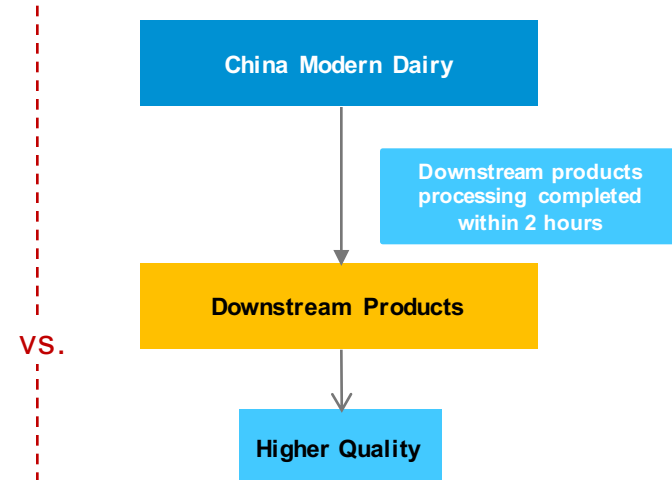 China Modern Dairy
Downstream products
processing completed
within 2 hours
Downstream Products
vs.
Higher Quality